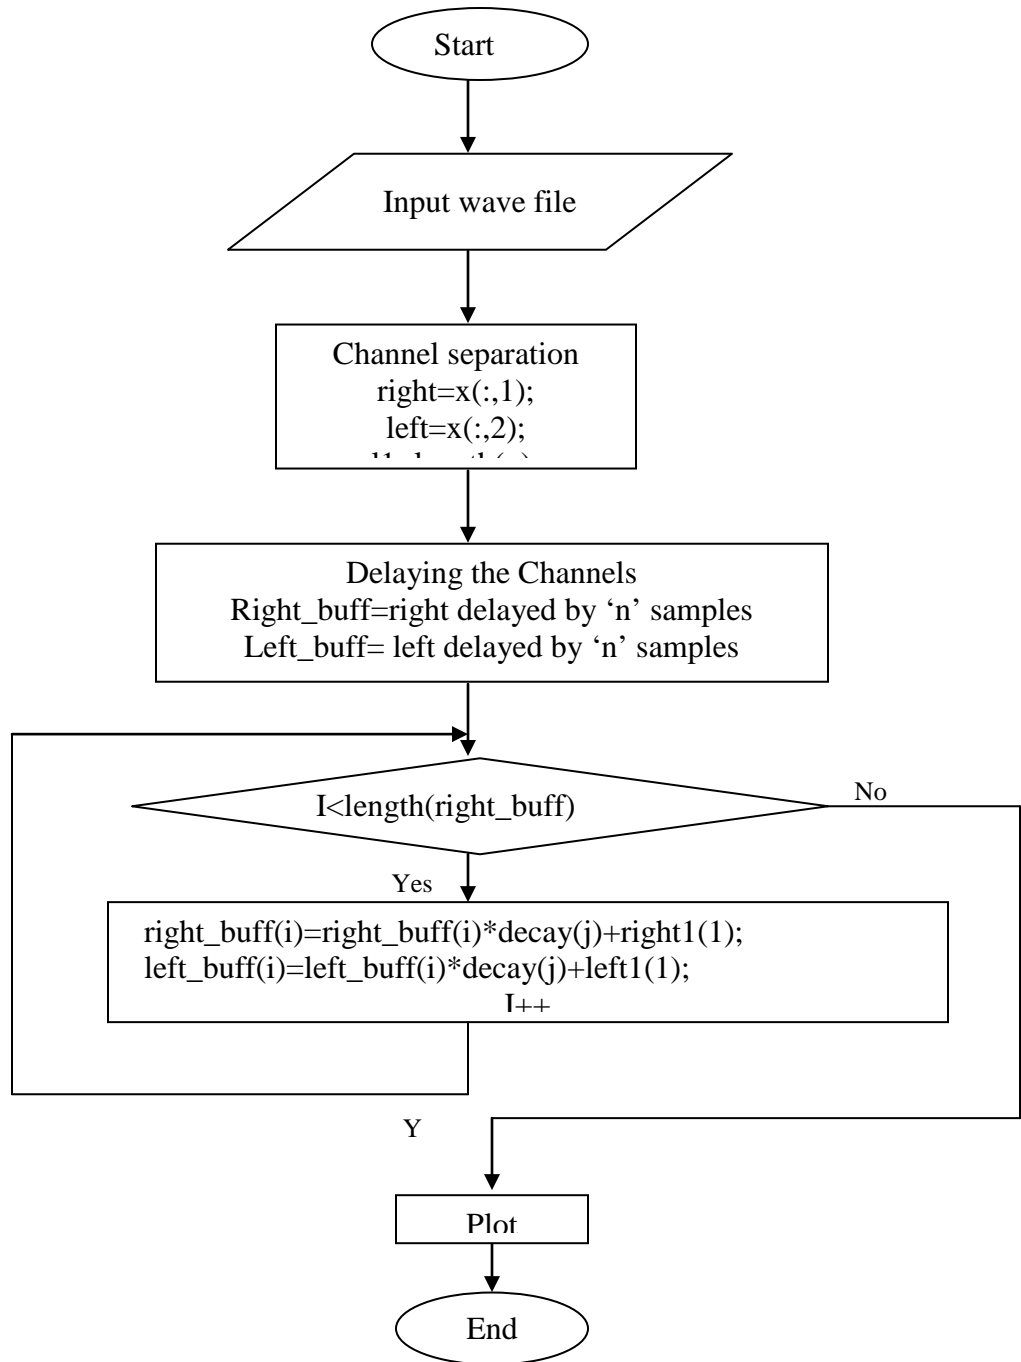 Start
Input wave file
Channel separation
right=x(:,1);
left=x(:,2);
Delaying the Channels
Right_buff=right delayed by ‘n’ samples
Left_buff= left delayed by ‘n’ samples
I<length(right_buff)
No
Yes
right_buff(i)=right_buff(i)*decay(j)+right1(1);
left_buff(i)=left_buff(i)*decay(j)+left1(1);
I++
Y
Plot
End